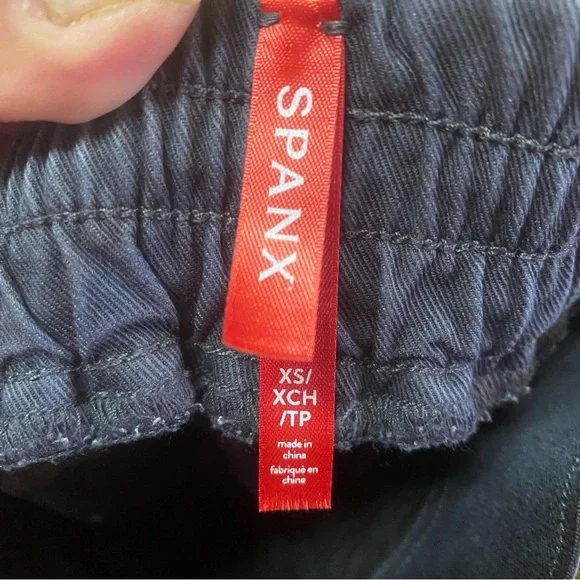 SPANX
XS/
XCH
/TP
made in
china
fabriqué en
chine